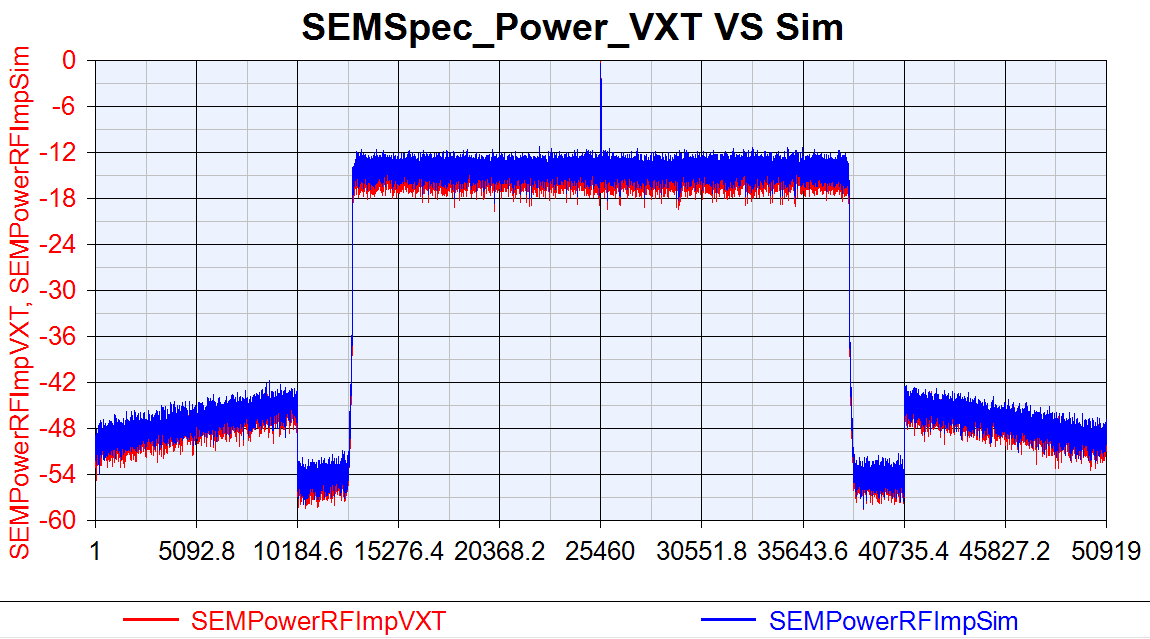 SEMSpec_Power_VXT VS Sim
SEMPowerRFImpVXT, SEMPowerRFImpSim
0
-6
-12
-18
-24
-30
-36
-42
-48
-54
-60
1 5092.8 10184.6 15276.4 20368.2 25460 30551.8 35643.6 40735.4 45827.2 50919
SEMPowerRFImpVXT SEMPowerRFImpSim